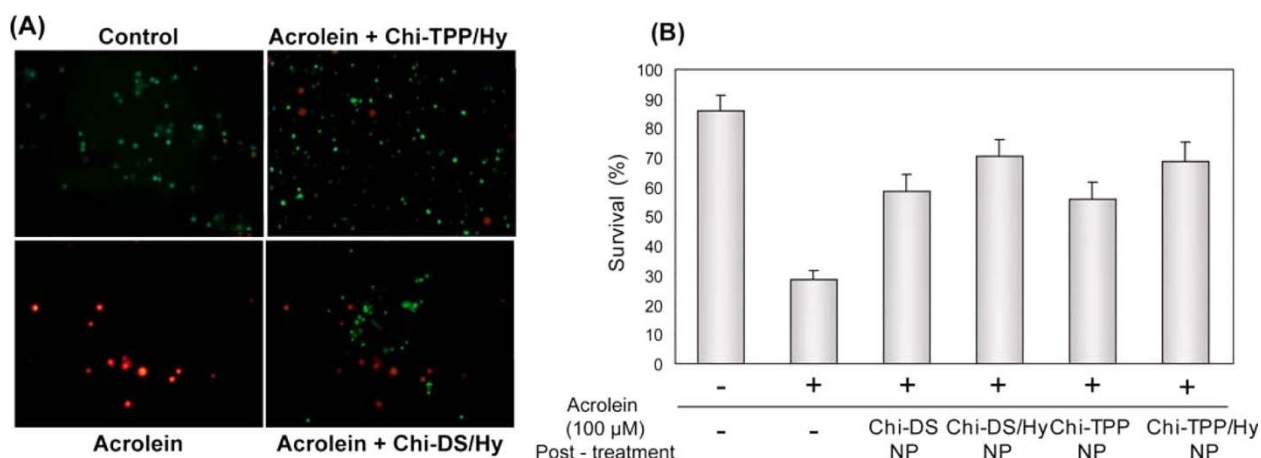 (A)
Control
Acrolein + Chi-TPP/Hy
Acrolein
Acrolein + Chi-DS/Hy
(B)
Survival (%)
100
90
80
70
60
50
40
30
20
10
0
Acrolein (100 µM)
- + + + + +
Post - treatment
- - Chi-DS NP Chi-DS/Hy NP Chi-TPP NP Chi-TPP/Hy NP